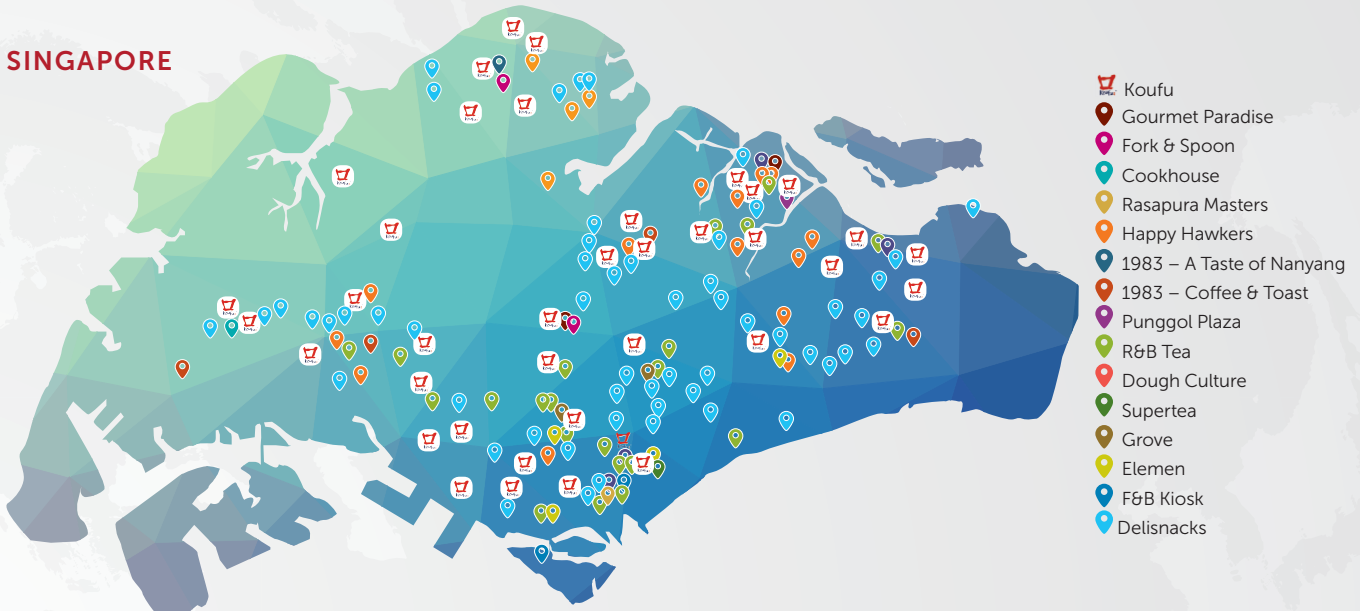 SINGAPORE
Koufu
Gourmet Paradise
Fork & Spoon
Cookhouse
Rasapura Masters
Happy Hawkers
1983 – A Taste of Nanyang
1983 – Coffee & Toast
Punggol Plaza
R&B Tea
Dough Culture
Supertea
Grove
Elemen
F&B Kiosk
Delisnacks